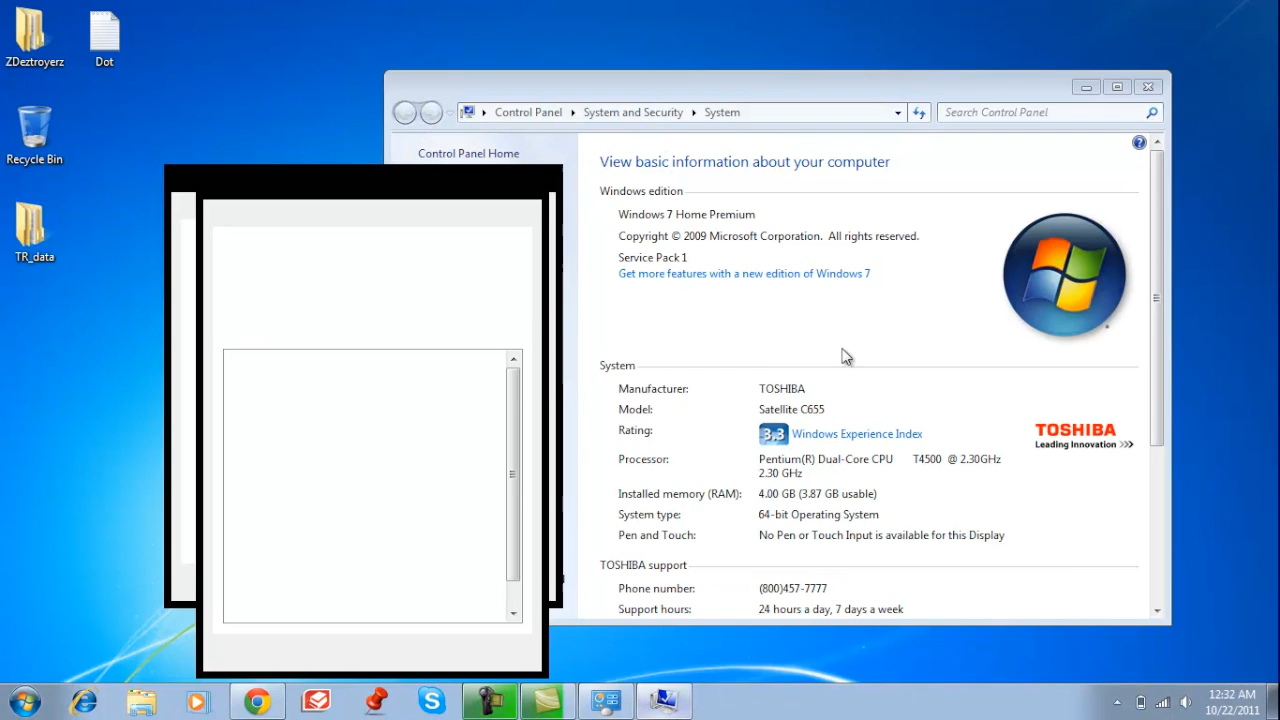 ZDeztroyerz
Dot
Recycle Bin
TR_data
Control Panel
System and Security
System
Search Control Panel
Control Panel Home
View basic information about your computer
Windows edition
Windows 7 Home Premium
Copyright © 2009 Microsoft Corporation.  All rights reserved.
Service Pack 1
Get more features with a new edition of Windows 7
System
Manufacturer: TOSHIBA
Model: Satellite C655
Rating: 3,3 Windows Experience Index
Processor: Pentium(R) Dual-Core CPU T4500 @ 2.30GHz
2.30 GHz
Installed memory (RAM): 4.00 GB (3.87 GB usable)
System type: 64-bit Operating System
Pen and Touch: No Pen or Touch Input is available for this Display
TOSHIBA
Leading Innovation >>>
TOSHIBA support
Phone number: (800)457-7777
Support hours: 24 hours a day, 7 days a week
12:32 AM
10/22/2011